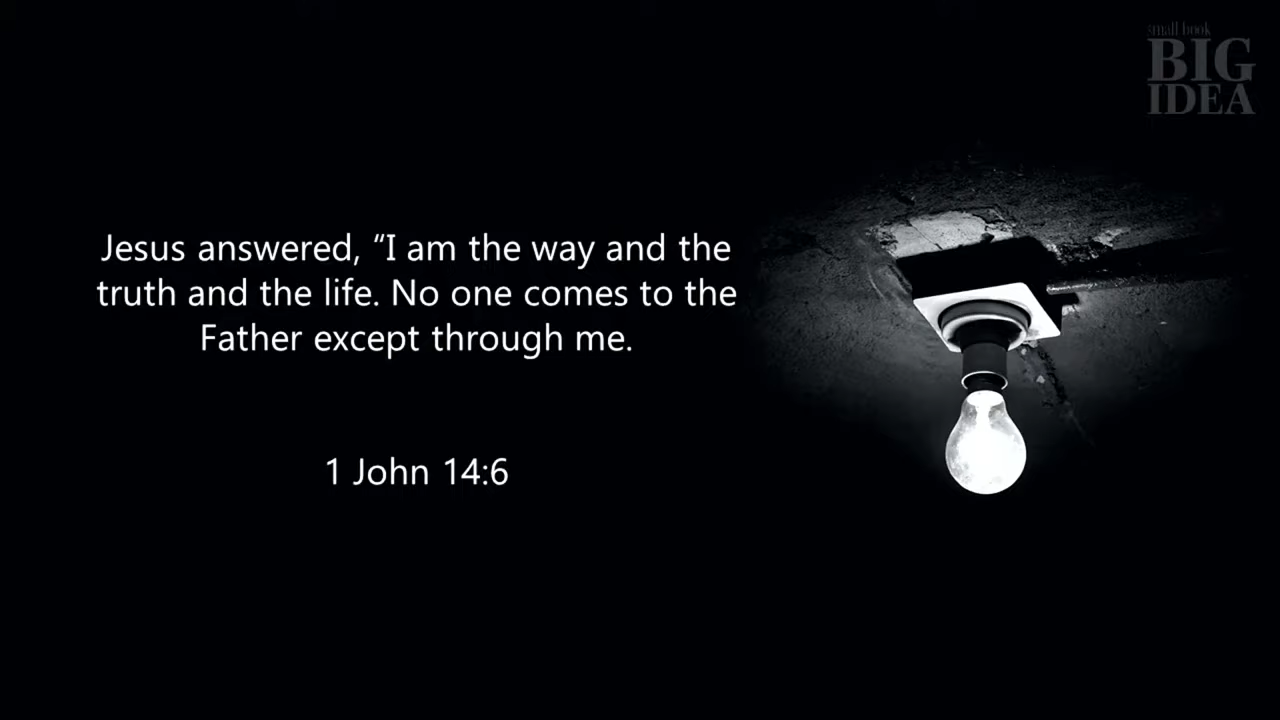 small book
BIG
IDEA
Jesus answered, “I am the way and the
truth and the life. No one comes to the
Father except through me.
1 John 14:6